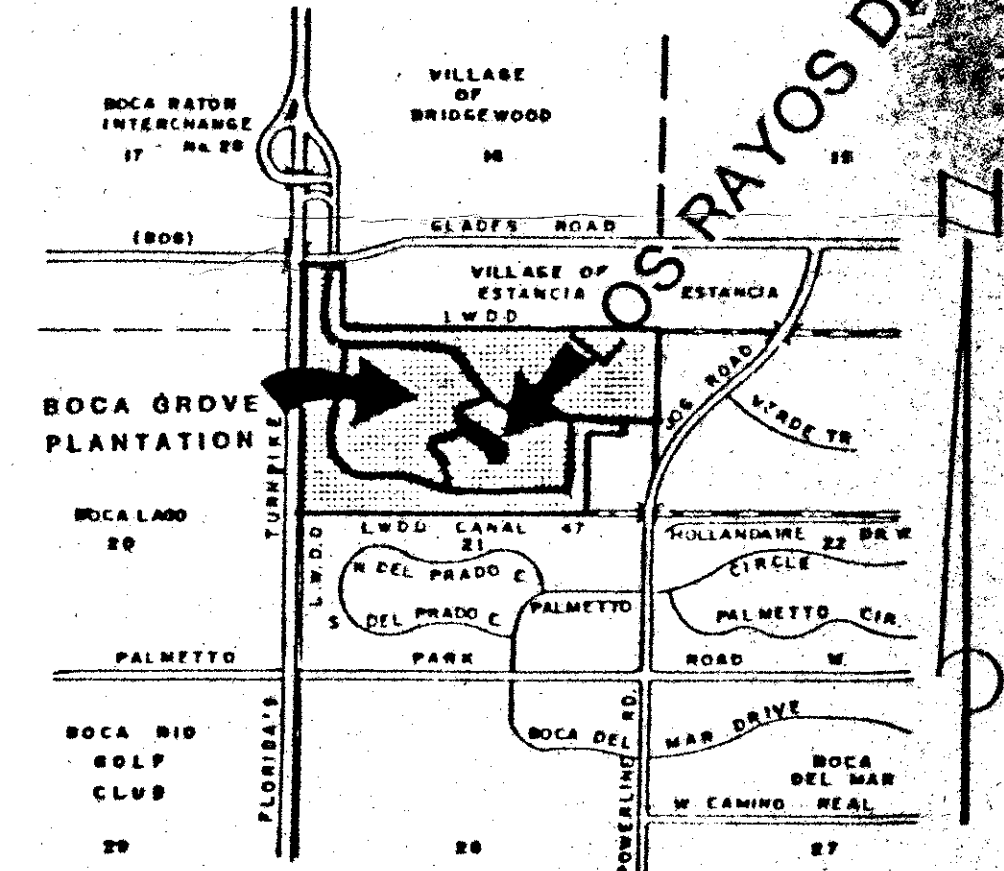 BOCA RATON
INTERCHANGE
17 No. 28
VILLAGE
OF
BRIDGEWOOD
16
15
OS RAYOS
(808)
GLADES ROAD
VILLAGE OF
ESTANCIA
ESTANCIA
L W D D
BOCA GROVE
PLANTATION
JOG ROAD
VERDE TR
BOCA LAGO
20
FLORIDA'S TURNPIKE
L.W.D.D
L.W.D.D. CANAL 47
21
HOLLANDAIRE DR W
22
N DEL PRADO C
CIRCLE
S DEL PRADO C
PALMETTO
PALMETTO CIR.
PALMETTO PARK ROAD W.
BOCA RIO
GOLF
CLUB
BOCA DEL MAR DRIVE
POWERLINE RD.
BOCA
DEL MAR
W CAMINO REAL
29
28
27